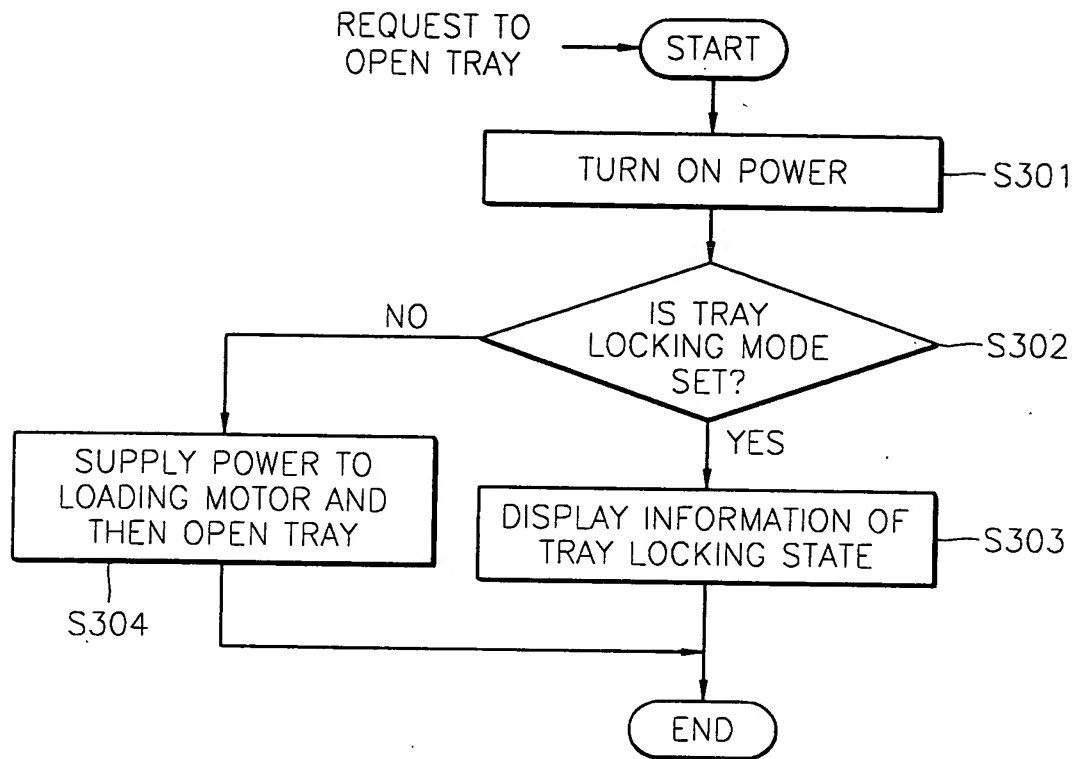 REQUEST TO
OPEN TRAY
START
TURN ON POWER
S301
IS TRAY
LOCKING MODE
SET?
S302
NO
YES
SUPPLY POWER TO
LOADING MOTOR AND
THEN OPEN TRAY
S304
DISPLAY INFORMATION OF
TRAY LOCKING STATE
S303
END